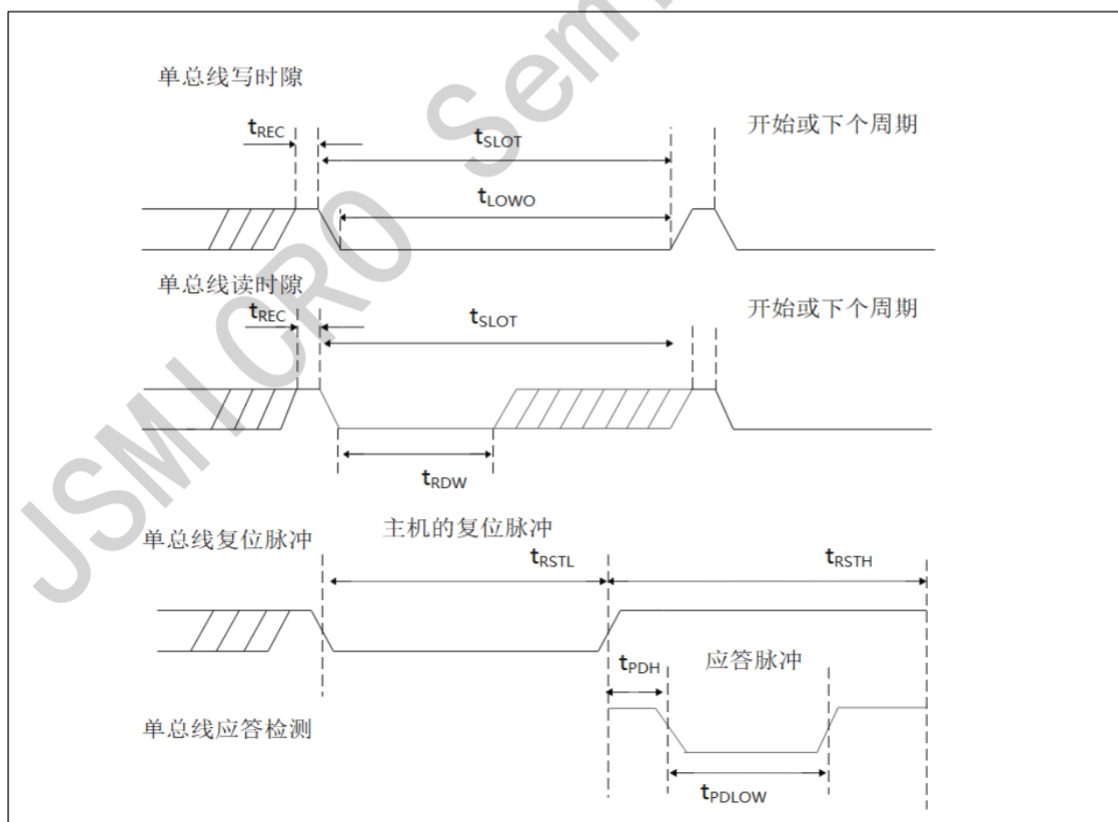 单总线写时隙
开始或下个周期
tREC
tSLOT
tLOWO
单总线读时隙
开始或下个周期
tREC
tSLOT
tRDW
主机的复位脉冲
单总线复位脉冲
tRSTL
tRSTH
tPDH
应答脉冲
单总线应答检测
tPDLOW
JSMICRO Semi